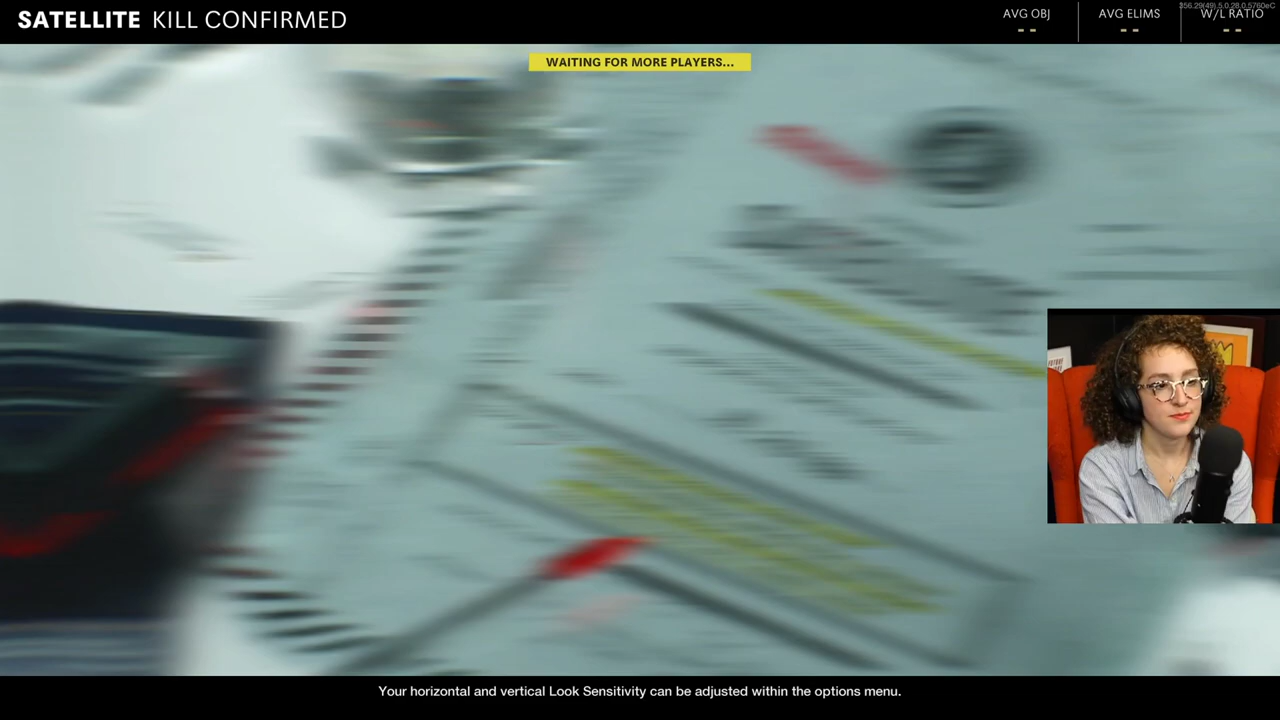 SATELLITE KILL CONFIRMED
AVG OBJ
--
AVG ELIMS
--
W/L RATIO
--
WAITING FOR MORE PLAYERS...
Your horizontal and vertical Look Sensitivity can be adjusted within the options menu.